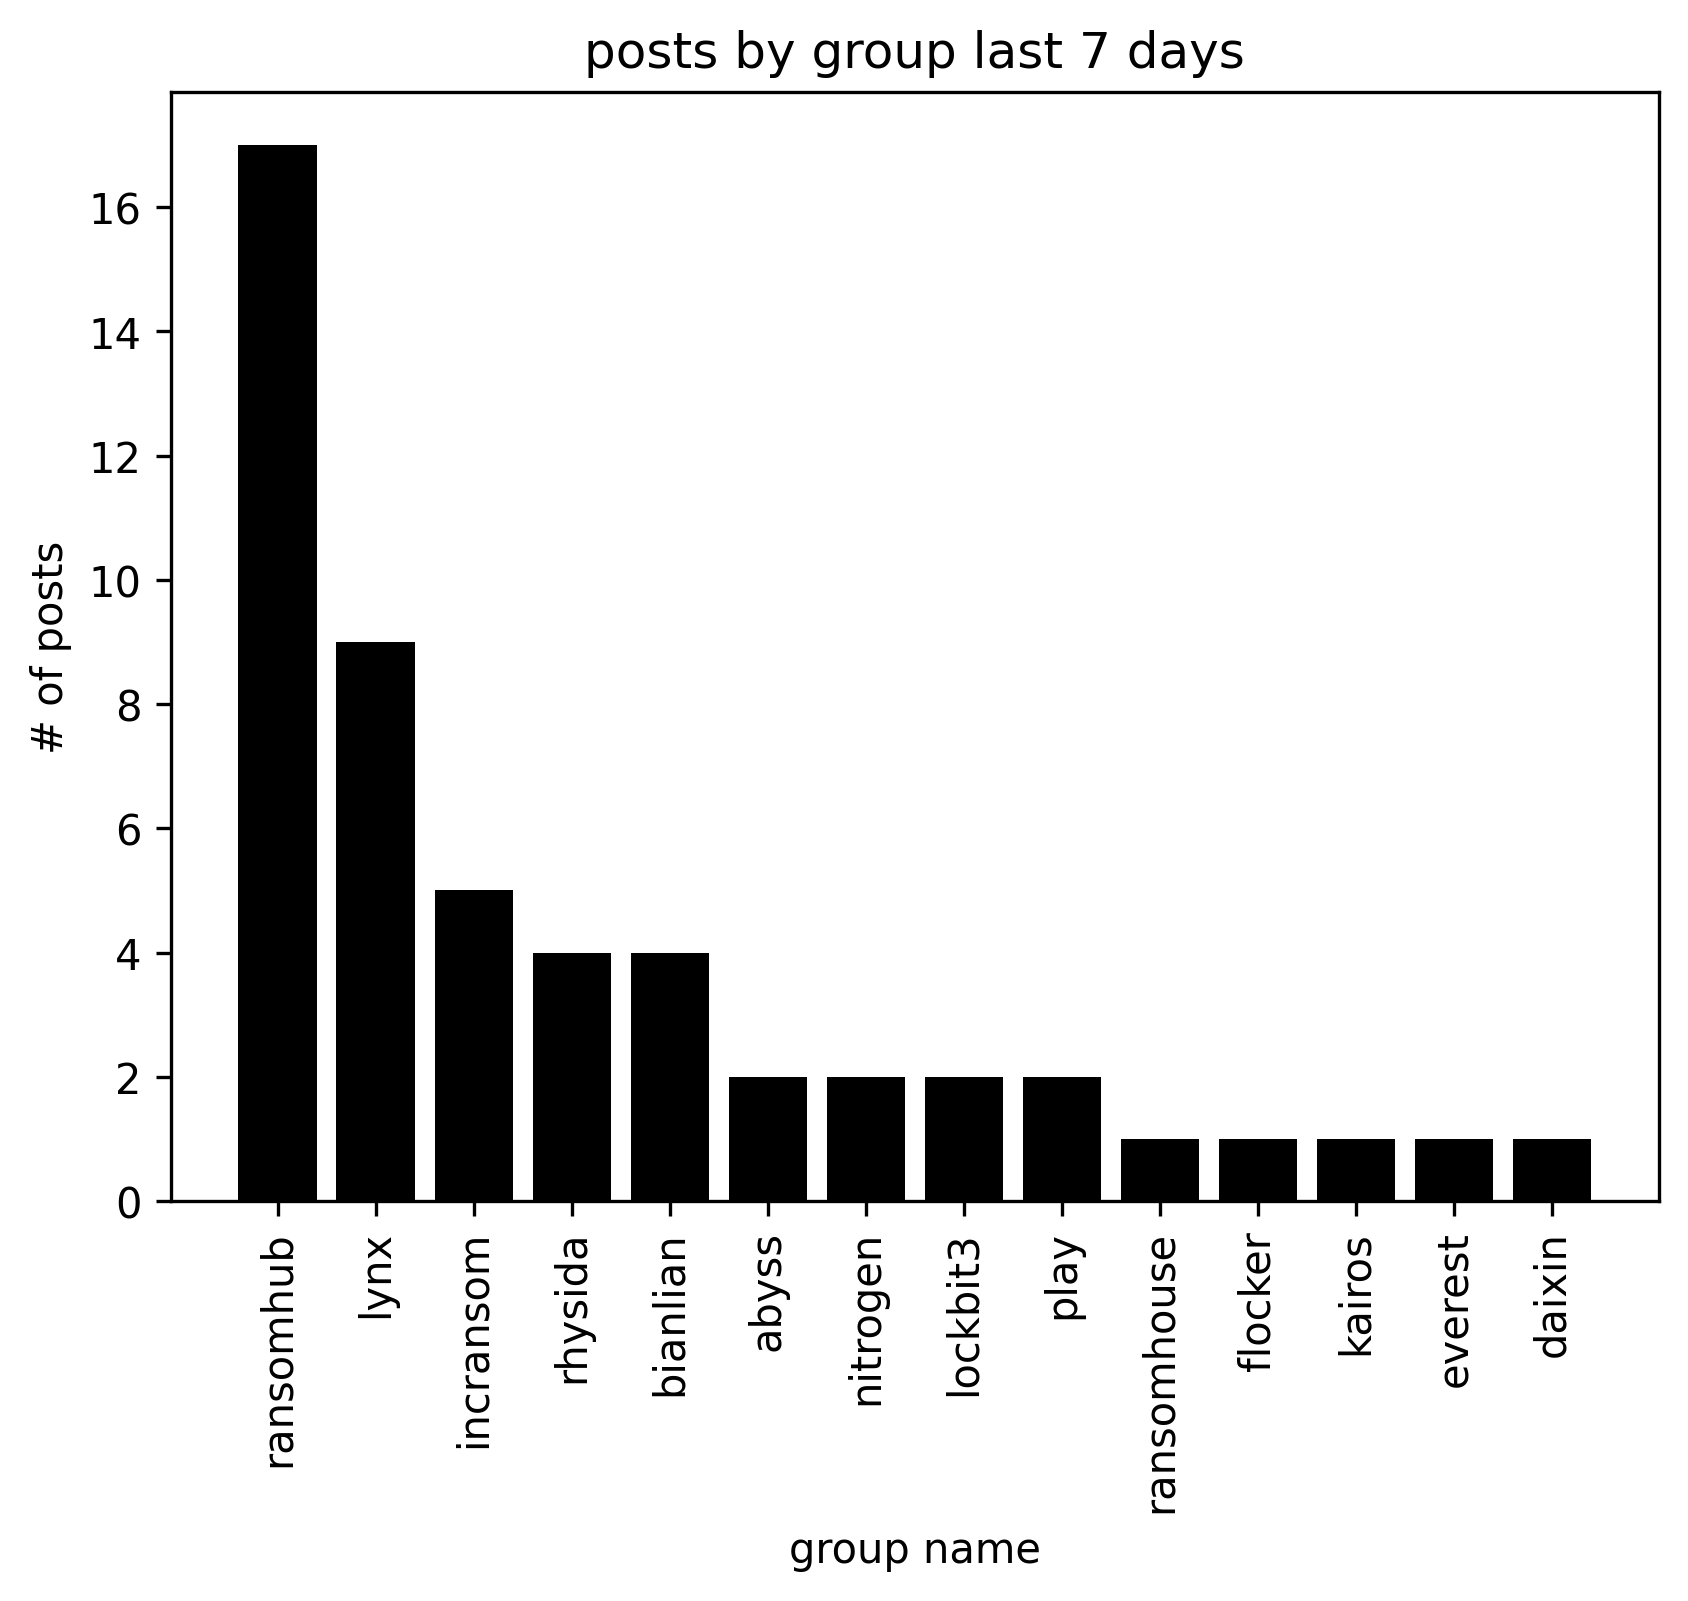 posts by group last 7 days
16
14
12
10
8
6
4
2
0
# of posts
ransomhub
lynx
incransom
rhysida
bianlian
abyss
nitrogen
lockbit3
play
ransomhouse
flocker
kairos
everest
daixin
group name